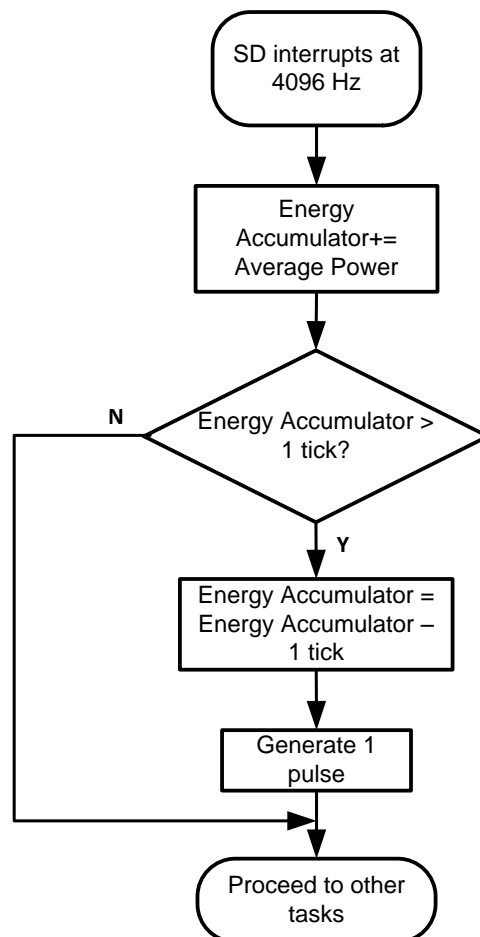 SD interrupts at
4096 Hz
Energy
Accumulator+=
Average Power
N
Energy Accumulator >
1 tick?
Y
Energy Accumulator =
Energy Accumulator –
1 tick
Generate 1
pulse
Proceed to other
tasks